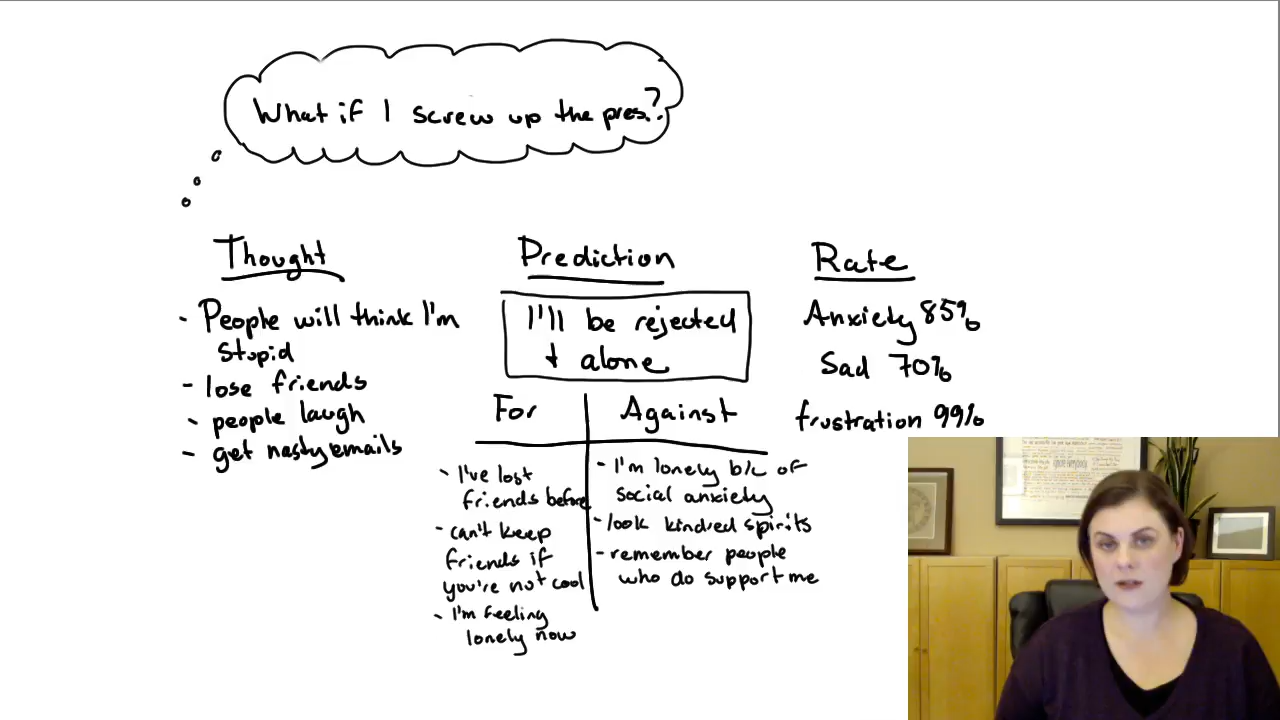 What if I screw up the pres.?
Thought
- People will think I'm
stupid
- lose friends
- people laugh
- get nasty emails
Prediction
I'll be rejected
+ alone
For
- I've lost
friends before
- can't keep
friends if
you're not cool
- I'm feeling
lonely now
Against
- I'm lonely b/c of
social anxiety
- look kindred spirits
- remember people
who do support me
Rate
Anxiety 85%
Sad 70%
frustration 99%